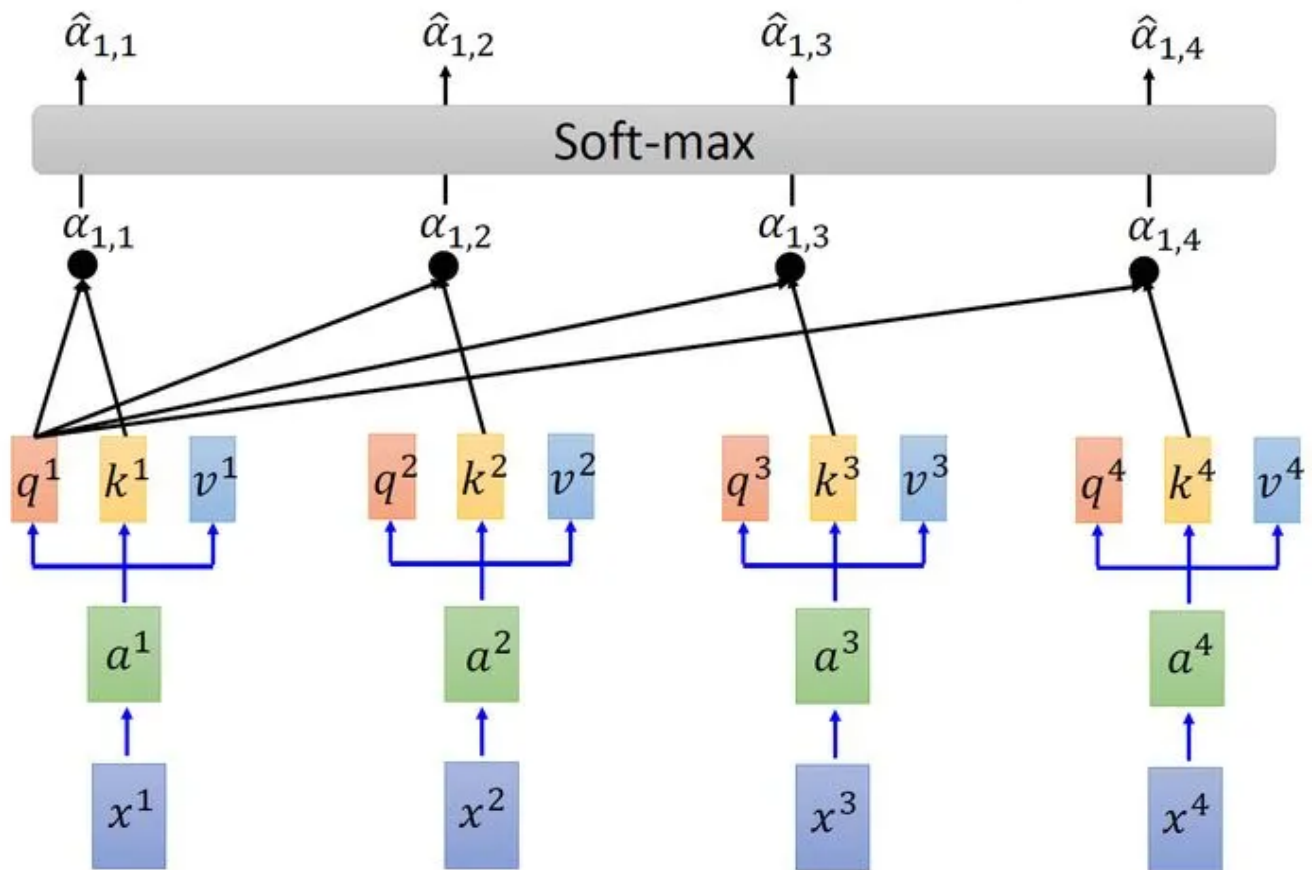 α̂₁,₁ α̂₁,₂ α̂₁,₃ α̂₁,₄
Soft-max
α₁,₁ α₁,₂ α₁,₃ α₁,₄
q¹ k¹ v¹ q² k² v² q³ k³ v³ q⁴ k⁴ v⁴
a¹ a² a³ a⁴
x¹ x² x³ x⁴